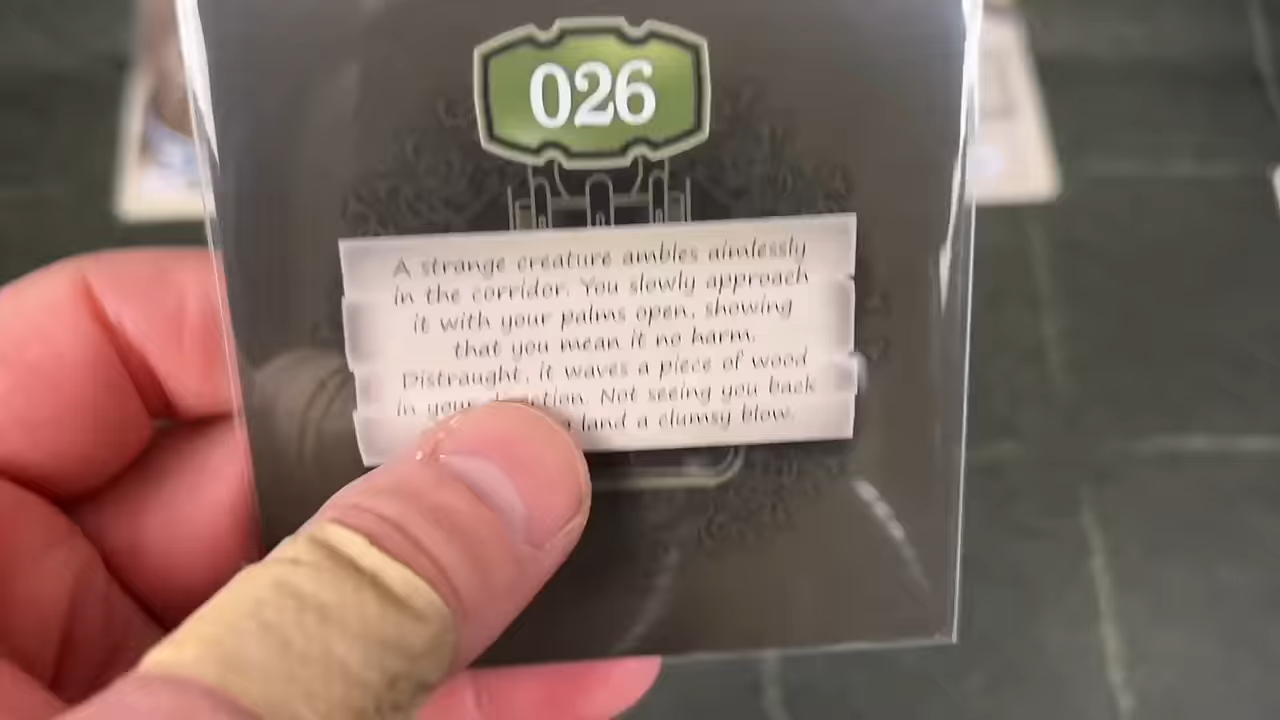 026
A strange creature ambles aimlessly
in the corridor. You slowly approach
it with your palms open, showing
that you mean it no harm.
Distraught, it waves a piece of wood
in your Not seeing you back
land a clumsy blow.